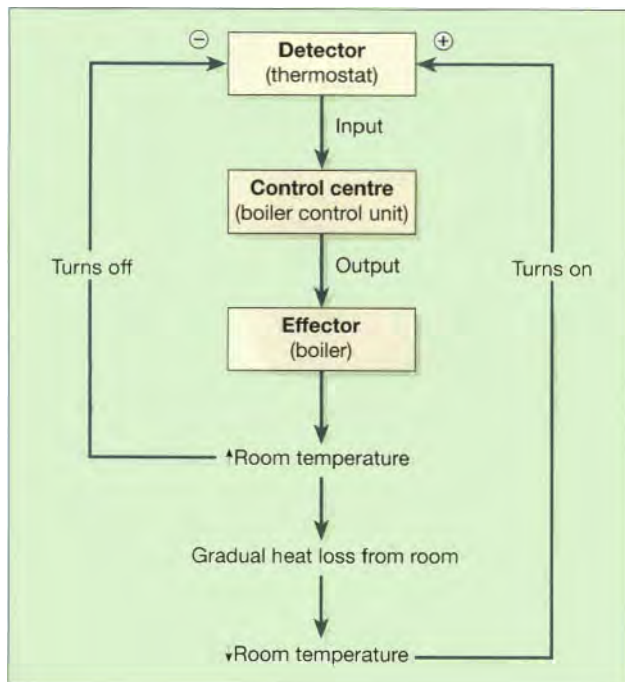 ⊖
⊕
Detector
(thermostat)
Input
Control centre
(boiler control unit)
Turns off
Output
Turns on
Effector
(boiler)
↑Room temperature
Gradual heat loss from room
↓Room temperature